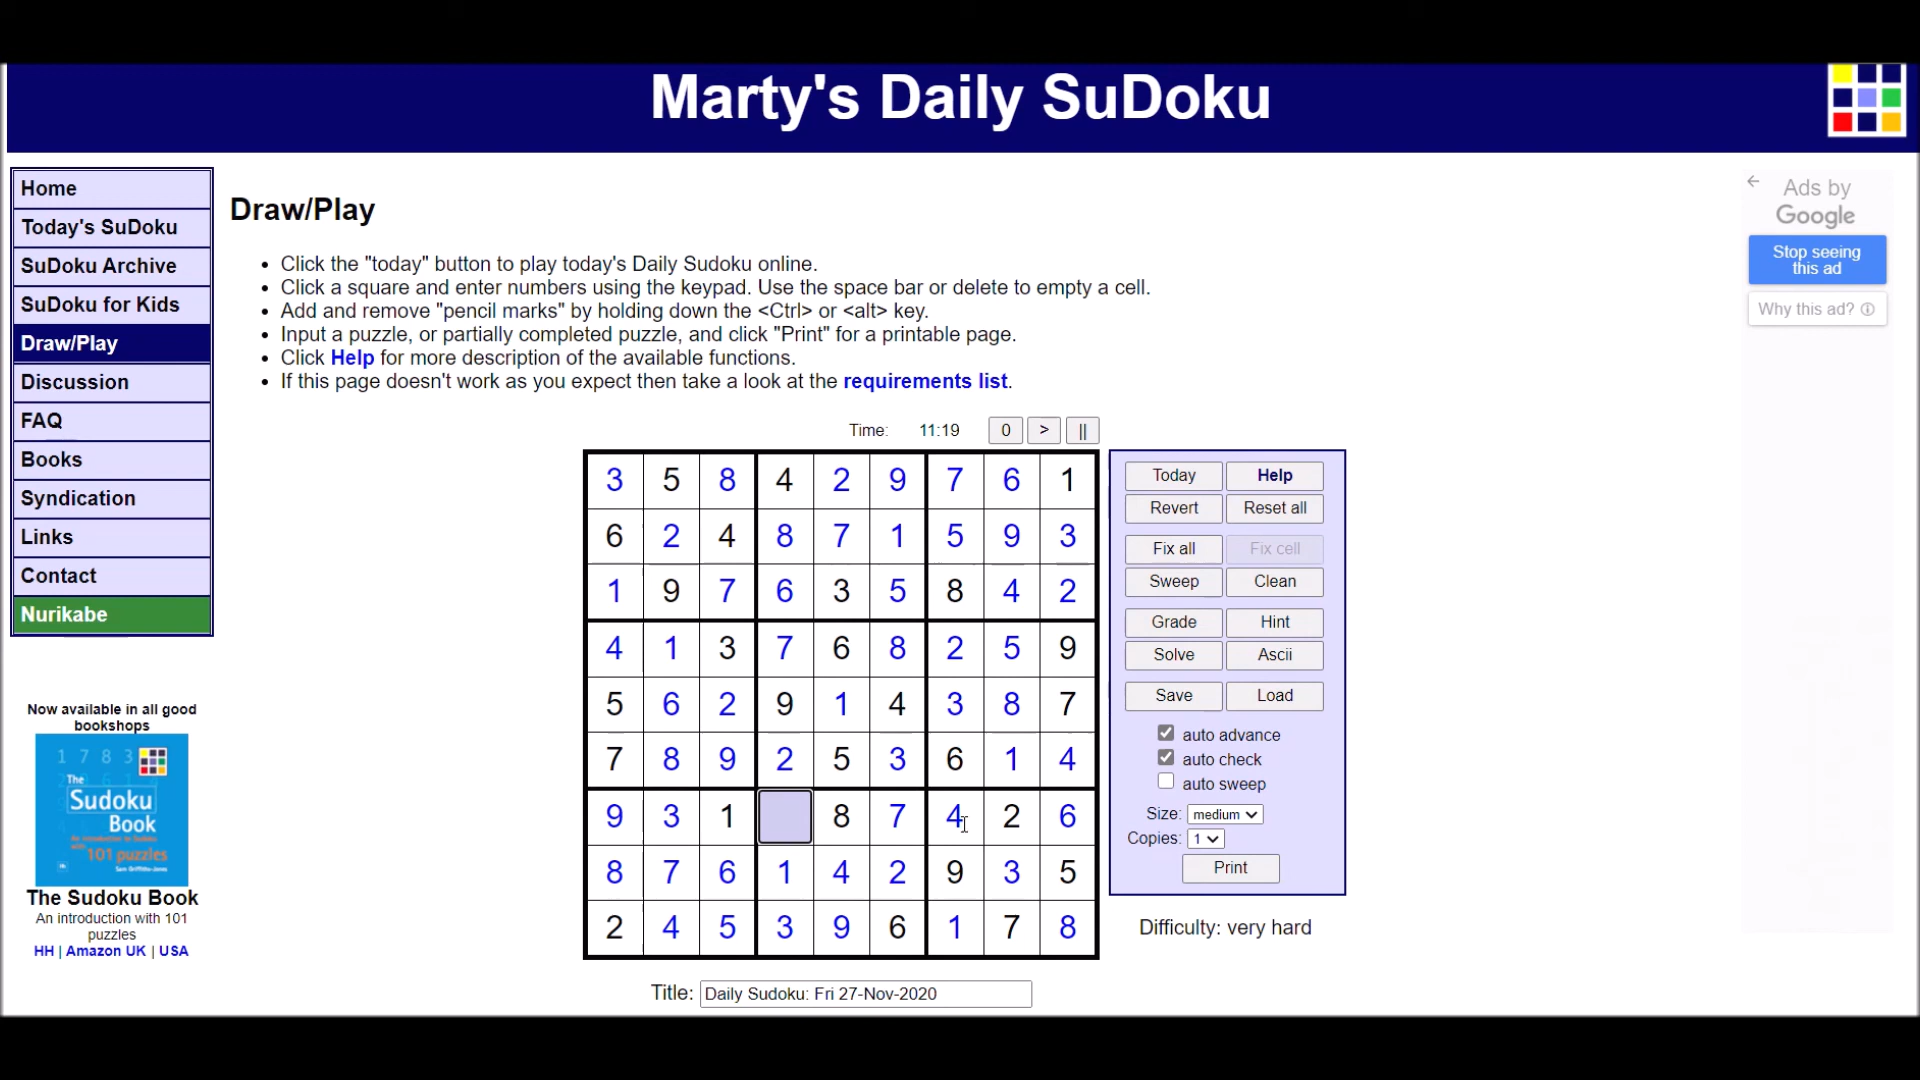 Marty's Daily SuDoku
Home
Today's SuDoku
SuDoku Archive
SuDoku for Kids
Draw/Play
Discussion
FAQ
Books
Syndication
Links
Contact
Nurikabe
Now available in all good
bookshops
1 7 8 3
The
Sudoku
Book
An introduction with
101 puzzles
Sam Griffiths-Jones
The Sudoku Book
An introduction with 101
puzzles
HH | Amazon UK | USA
Draw/Play
• Click the "today" button to play today's Daily Sudoku online.
• Click a square and enter numbers using the keypad. Use the space bar or delete to empty a cell.
• Add and remove "pencil marks" by holding down the <Ctrl> or <alt> key.
• Input a puzzle, or partially completed puzzle, and click "Print" for a printable page.
• Click Help for more description of the available functions.
• If this page doesn't work as you expect then take a look at the requirements list.
Time: 11:19 0 > ||
3 5 8 4 2 9 7 6 1
6 2 4 8 7 1 5 9 3
1 9 7 6 3 5 8 4 2
4 1 3 7 6 8 2 5 9
5 6 2 9 1 4 3 8 7
7 8 9 2 5 3 6 1 4
9 3 1 8 7 4 2 6
8 7 6 1 4 2 9 3 5
2 4 5 3 9 6 1 7 8
Title: Daily Sudoku: Fri 27-Nov-2020
Today Help
Revert Reset all
Fix all Fix cell
Sweep Clean
Grade Hint
Solve Ascii
Save Load
auto advance
auto check
auto sweep
Size: medium
Copies: 1
Print
Difficulty: very hard
Ads by
Google
Stop seeing
this ad
Why this ad?